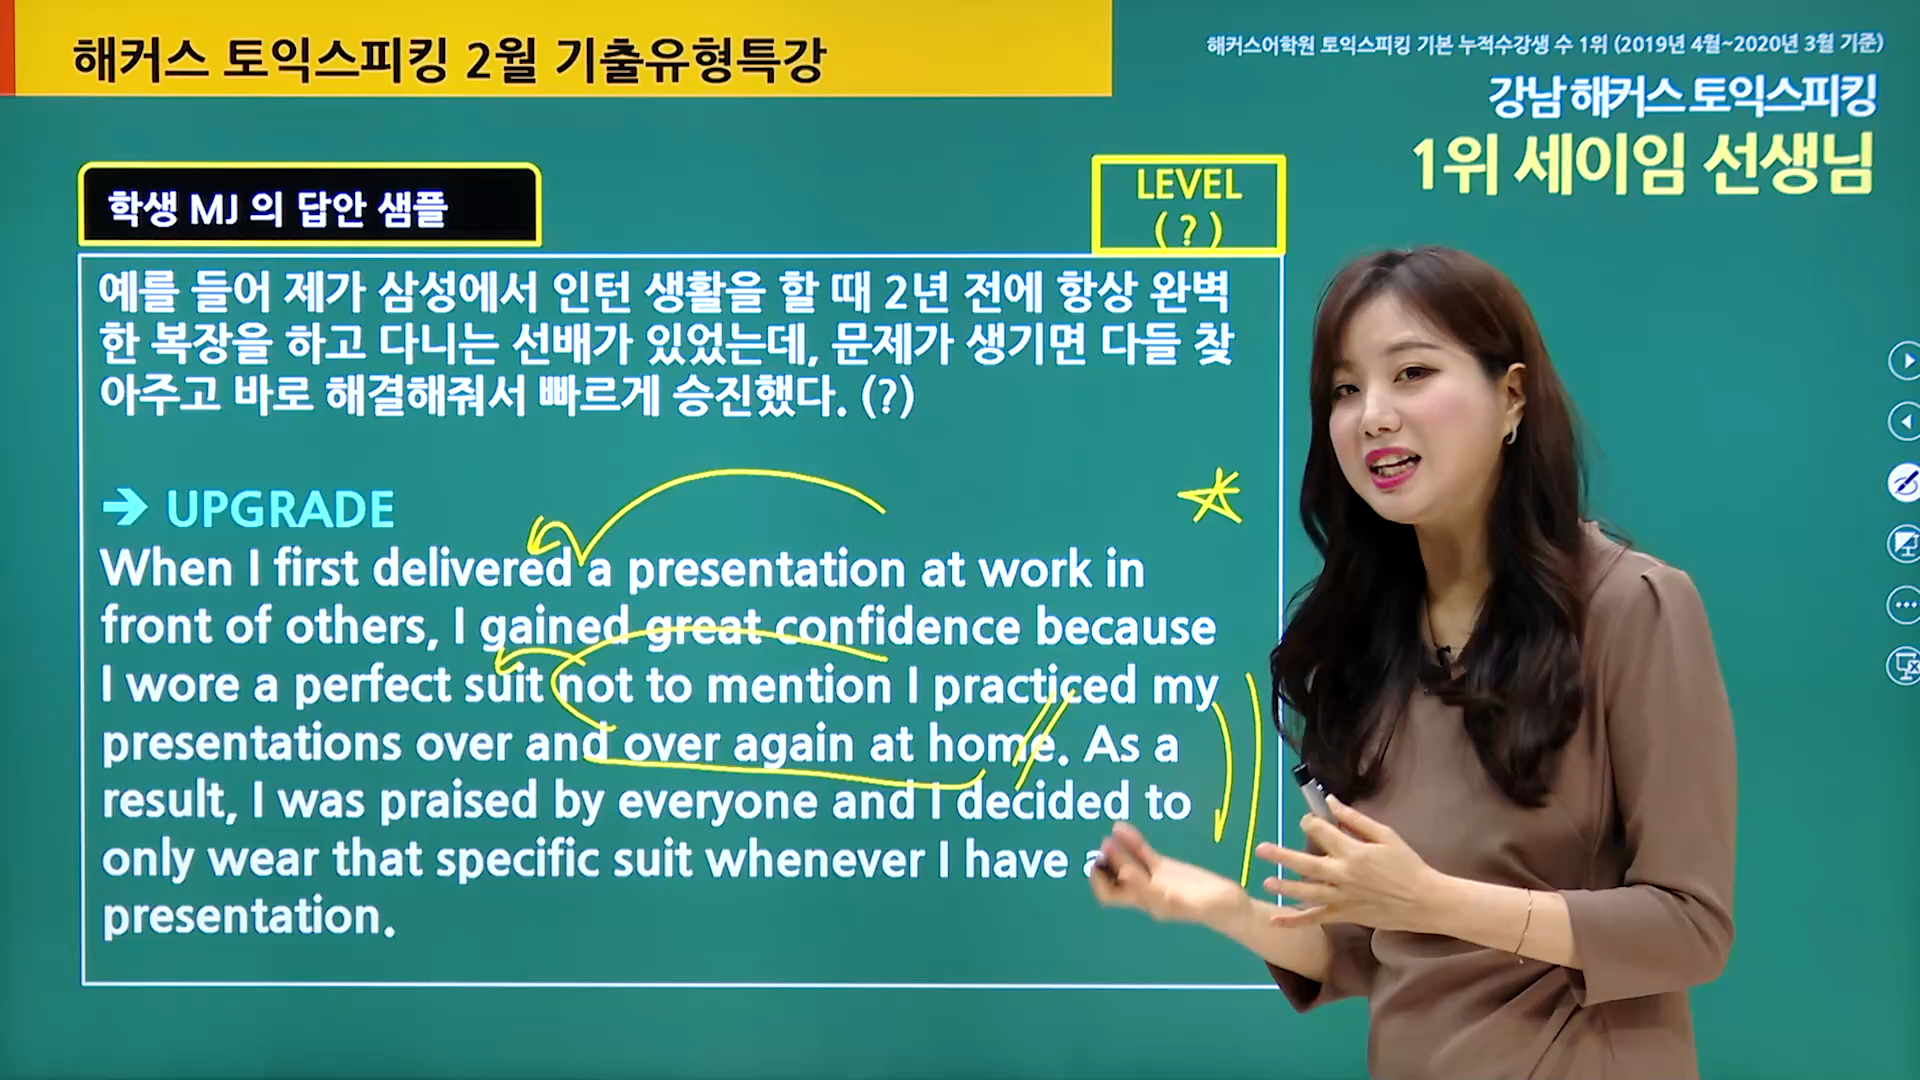 해커스 토익스피킹 2월 기출유형특강
해커스어학원 토익스피킹 기본 누적수강생 수 1위 (2019년 4월~2020년 3월 기준)
강남 해커스 토익스피킹
1위 세이임 선생님
학생 MJ 의 답안 샘플
LEVEL
( ? )
예를 들어 제가 삼성에서 인턴 생활을 할 때 2년 전에 항상 완벽
한 복장을 하고 다니는 선배가 있었는데, 문제가 생기면 다들 찾
아주고 바로 해결해줘서 빠르게 승진했다. (?)
➔ UPGRADE
When I first delivered a presentation at work in
front of others, I gained great confidence because
I wore a perfect suit not to mention I practiced my
presentations over and over again at home. As a
result, I was praised by everyone and I decided to
only wear that specific suit whenever I have a
presentation.